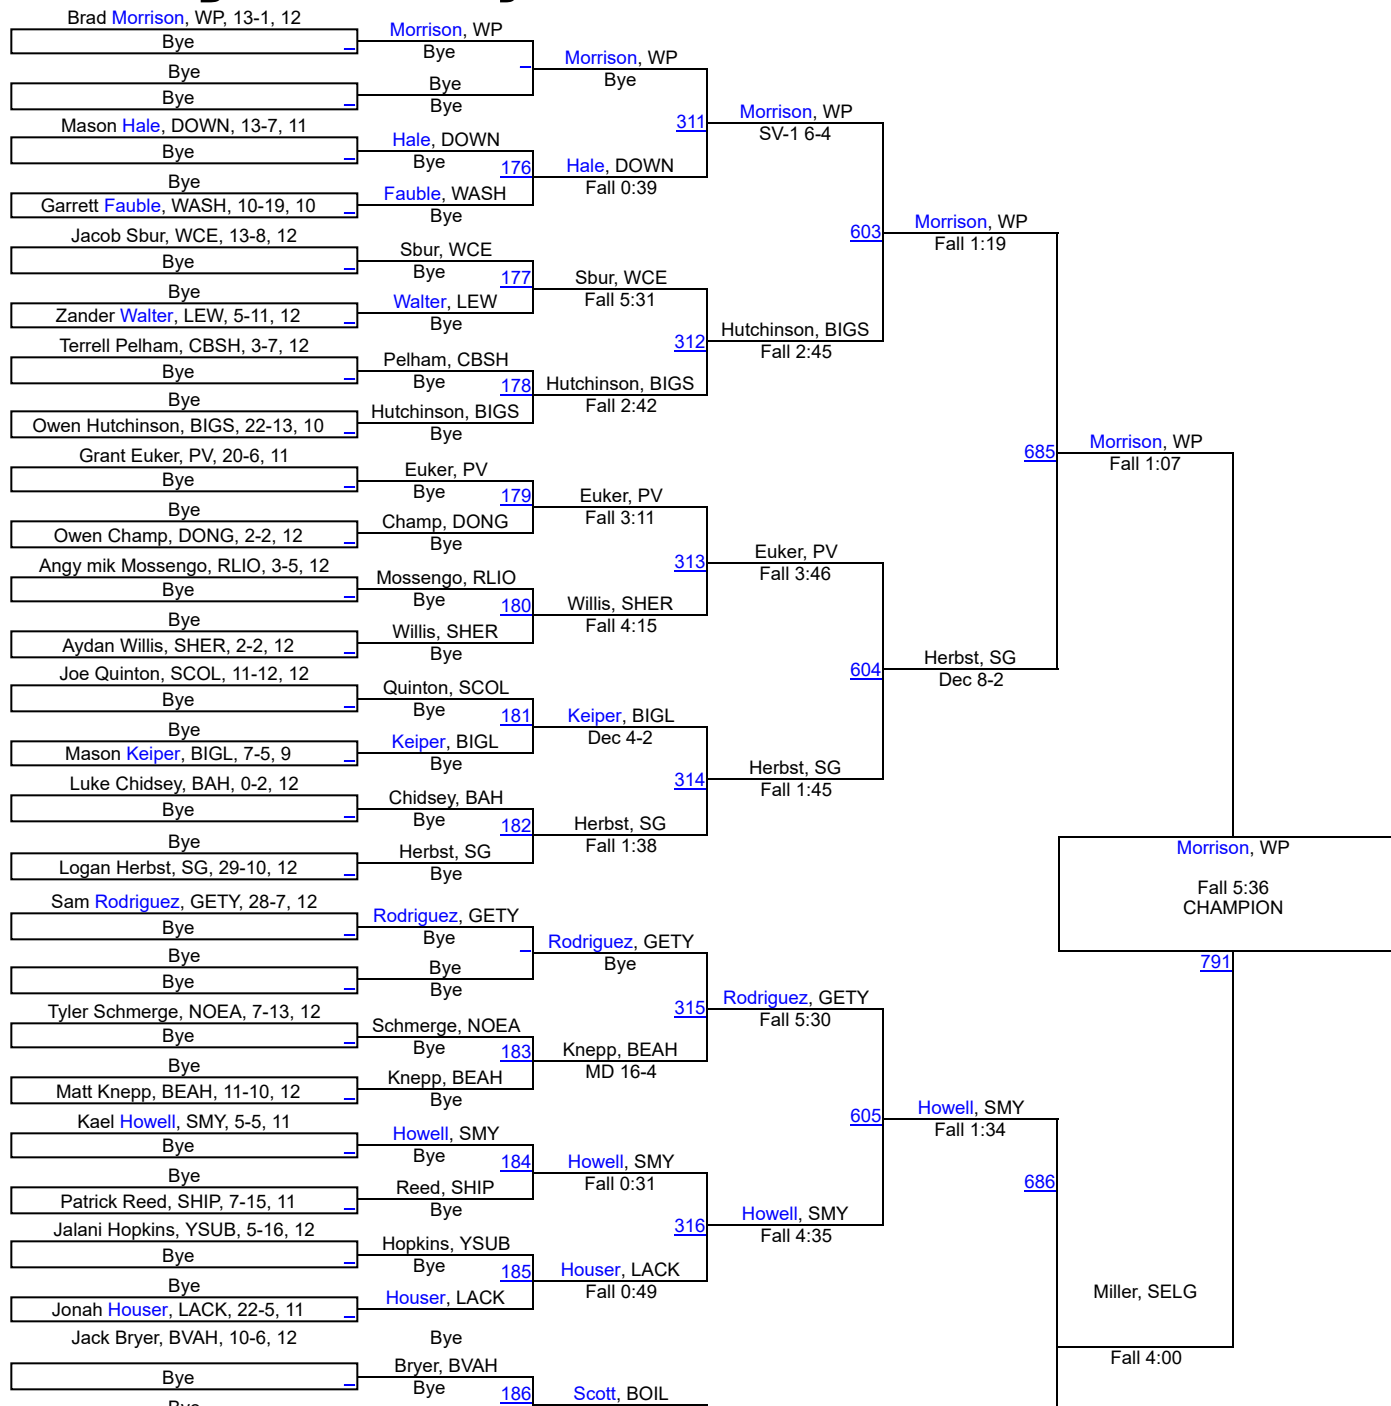 Brad Morrison, WP, 13-1, 12
Bye
Bye
Bye
Mason Hale, DOWN, 13-7, 11
Bye
Bye
Garrett Fauble, WASH, 10-19, 10
Jacob Sbur, WCE, 13-8, 12
Bye
Bye
Zander Walter, LEW, 5-11, 12
Terrell Pelham, CBSH, 3-7, 12
Bye
Bye
Owen Hutchinson, BIGS, 22-13, 10
Grant Euker, PV, 20-6, 11
Bye
Bye
Owen Champ, DONG, 2-2, 12
Angy mik Mossengo, RLIO, 3-5, 12
Bye
Bye
Aydan Willis, SHER, 2-2, 12
Joe Quinton, SCOL, 11-12, 12
Bye
Bye
Mason Keiper, BIGL, 7-5, 9
Luke Chidsey, BAH, 0-2, 12
Bye
Bye
Logan Herbst, SG, 29-10, 12
Sam Rodriguez, GETY, 28-7, 12
Bye
Bye
Bye
Tyler Schmerge, NOEA, 7-13, 12
Bye
Bye
Matt Knepp, BEAH, 11-10, 12
Kael Howell, SMY, 5-5, 11
Bye
Bye
Patrick Reed, SHIP, 7-15, 11
Jalani Hopkins, YSUB, 5-16, 12
Bye
Bye
Jonah Houser, LACK, 22-5, 11
Jack Bryer, BVAH, 10-6, 12
Bye
Bye
Morrison, WP
Bye
Bye
Bye
Hale, DOWN
Bye
176
Fauble, WASH
Bye
Sbur, WCE
Bye
177
Walter, LEW
Bye
Pelham, CBSH
Bye
178
Hutchinson, BIGS
Bye
Euker, PV
Bye
179
Champ, DONG
Bye
Mossengo, RLIO
Bye
180
Willis, SHER
Bye
Quinton, SCOL
Bye
181
Keiper, BIGL
Bye
Chidsey, BAH
Bye
182
Herbst, SG
Bye
Rodriguez, GETY
Bye
Bye
Bye
Schmerge, NOEA
Bye
183
Knepp, BEAH
Bye
Howell, SMY
Bye
184
Reed, SHIP
Bye
Hopkins, YSUB
Bye
185
Houser, LACK
Bye
Bryer, BVAH
Bye
186
Morrison, WP
Bye
311
Hale, DOWN
Fall 0:39
Sbur, WCE
Fall 5:31
312
Hutchinson, BIGS
Fall 2:42
Euker, PV
Fall 3:11
313
Willis, SHER
Fall 4:15
Keiper, BIGL
Dec 4-2
314
Herbst, SG
Fall 1:38
Rodriguez, GETY
Bye
315
Knepp, BEAH
MD 16-4
Howell, SMY
Fall 0:31
316
Houser, LACK
Fall 0:49
Scott, BOIL
Morrison, WP
SV-1 6-4
603
Hutchinson, BIGS
Fall 2:45
Euker, PV
Fall 3:46
604
Herbst, SG
Fall 1:45
Rodriguez, GETY
Fall 5:30
605
Howell, SMY
Fall 4:35
Morrison, WP
Fall 1:19
685
Herbst, SG
Dec 8-2
Howell, SMY
Fall 1:34
686
Morrison, WP
Fall 1:07
Morrison, WP
Fall 5:36
CHAMPION
791
Miller, SELG
Fall 4:00